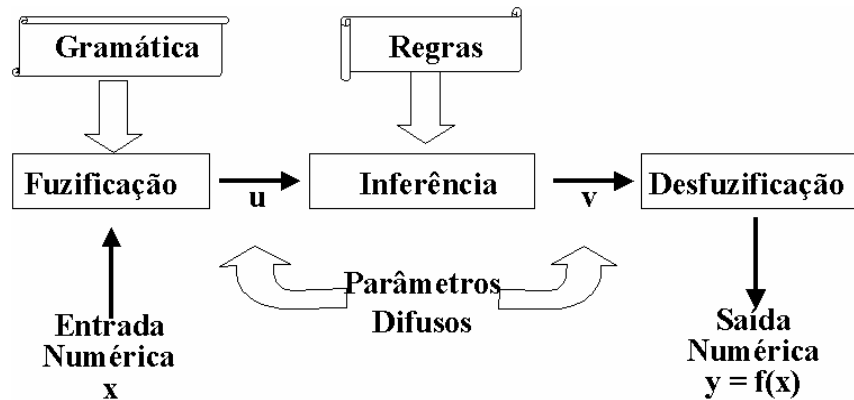 Gramática
Regras
Fuzificação
u
Inferência
v
Desfuzificação
Parâmetros
Difusos
Entrada
Numérica
x
Saída
Numérica
y = f(x)